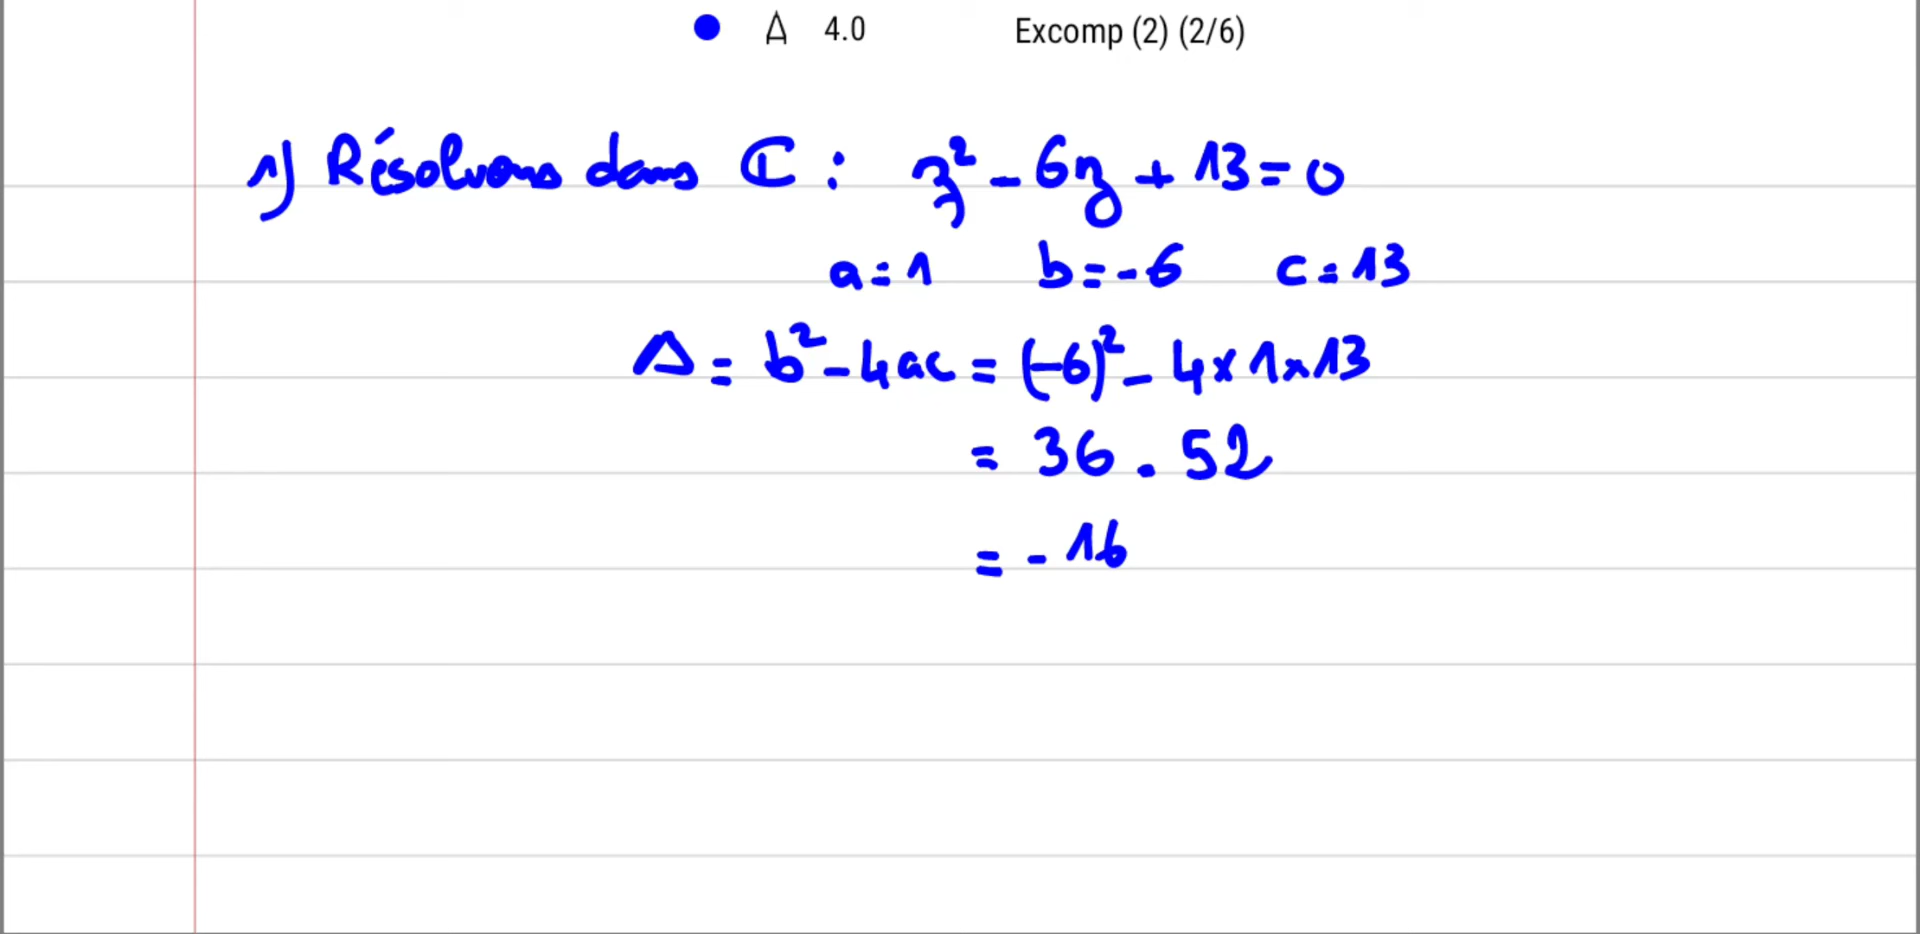 Δ 4.0 Excomp (2) (2/6)
1) Résolvons dans ℂ : z² - 6z + 13 = 0
a = 1 b = -6 c = 13
Δ = b² - 4ac = (-6)² - 4 × 1 × 13
= 36 - 52
= - 16